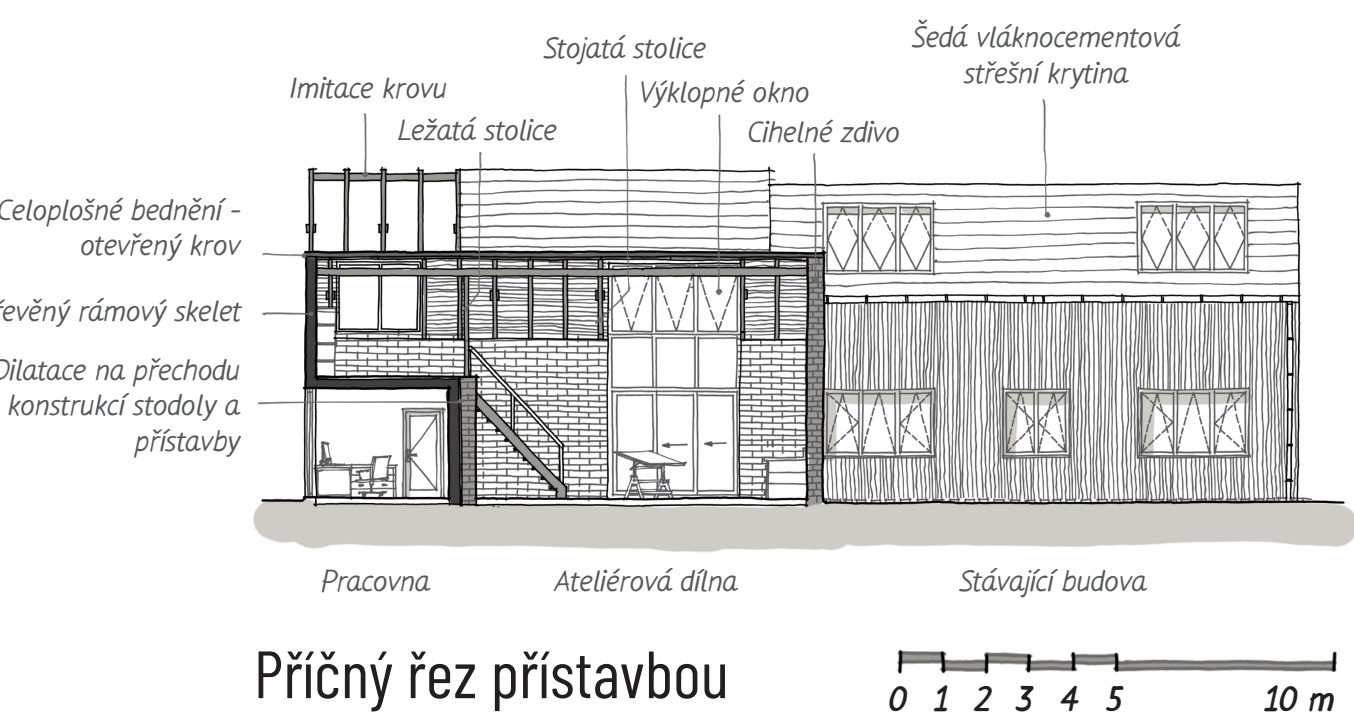 Šedá vláknocementová
střešní krytina
Stojatá stolice
Imitace krovu
Výklopné okno
Ležatá stolice
Cihelné zdivo
Celoplošné bednění -
otevřený krov
rámový skelet
Dilatace na přechodu
konstrukcí stodoly a
přístavby
Pracovna
Ateliérová dílna
Stávající budova
Příčný řez přístavbou
0 1 2 3 4 5 10 m